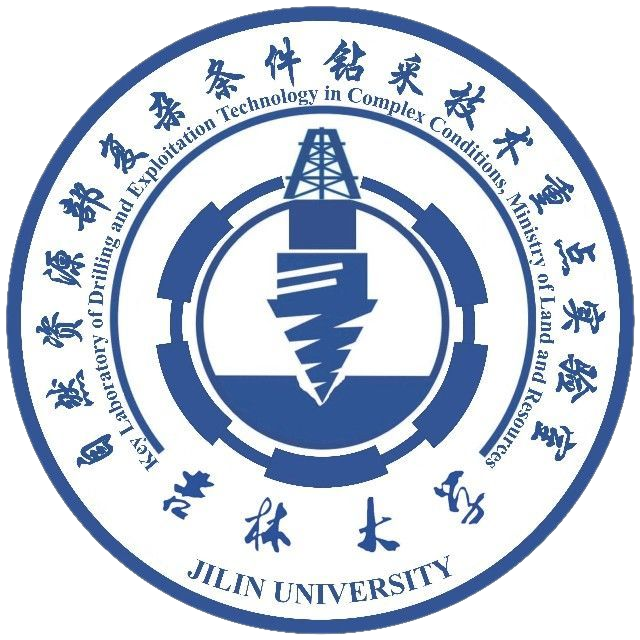 自然资源部复杂条件钻采技术重点实验室
Key Laboratory of Drilling and Exploitation Technology in Complex Conditions, Ministry of Land and Resources
吉林大学
JILIN UNIVERSITY